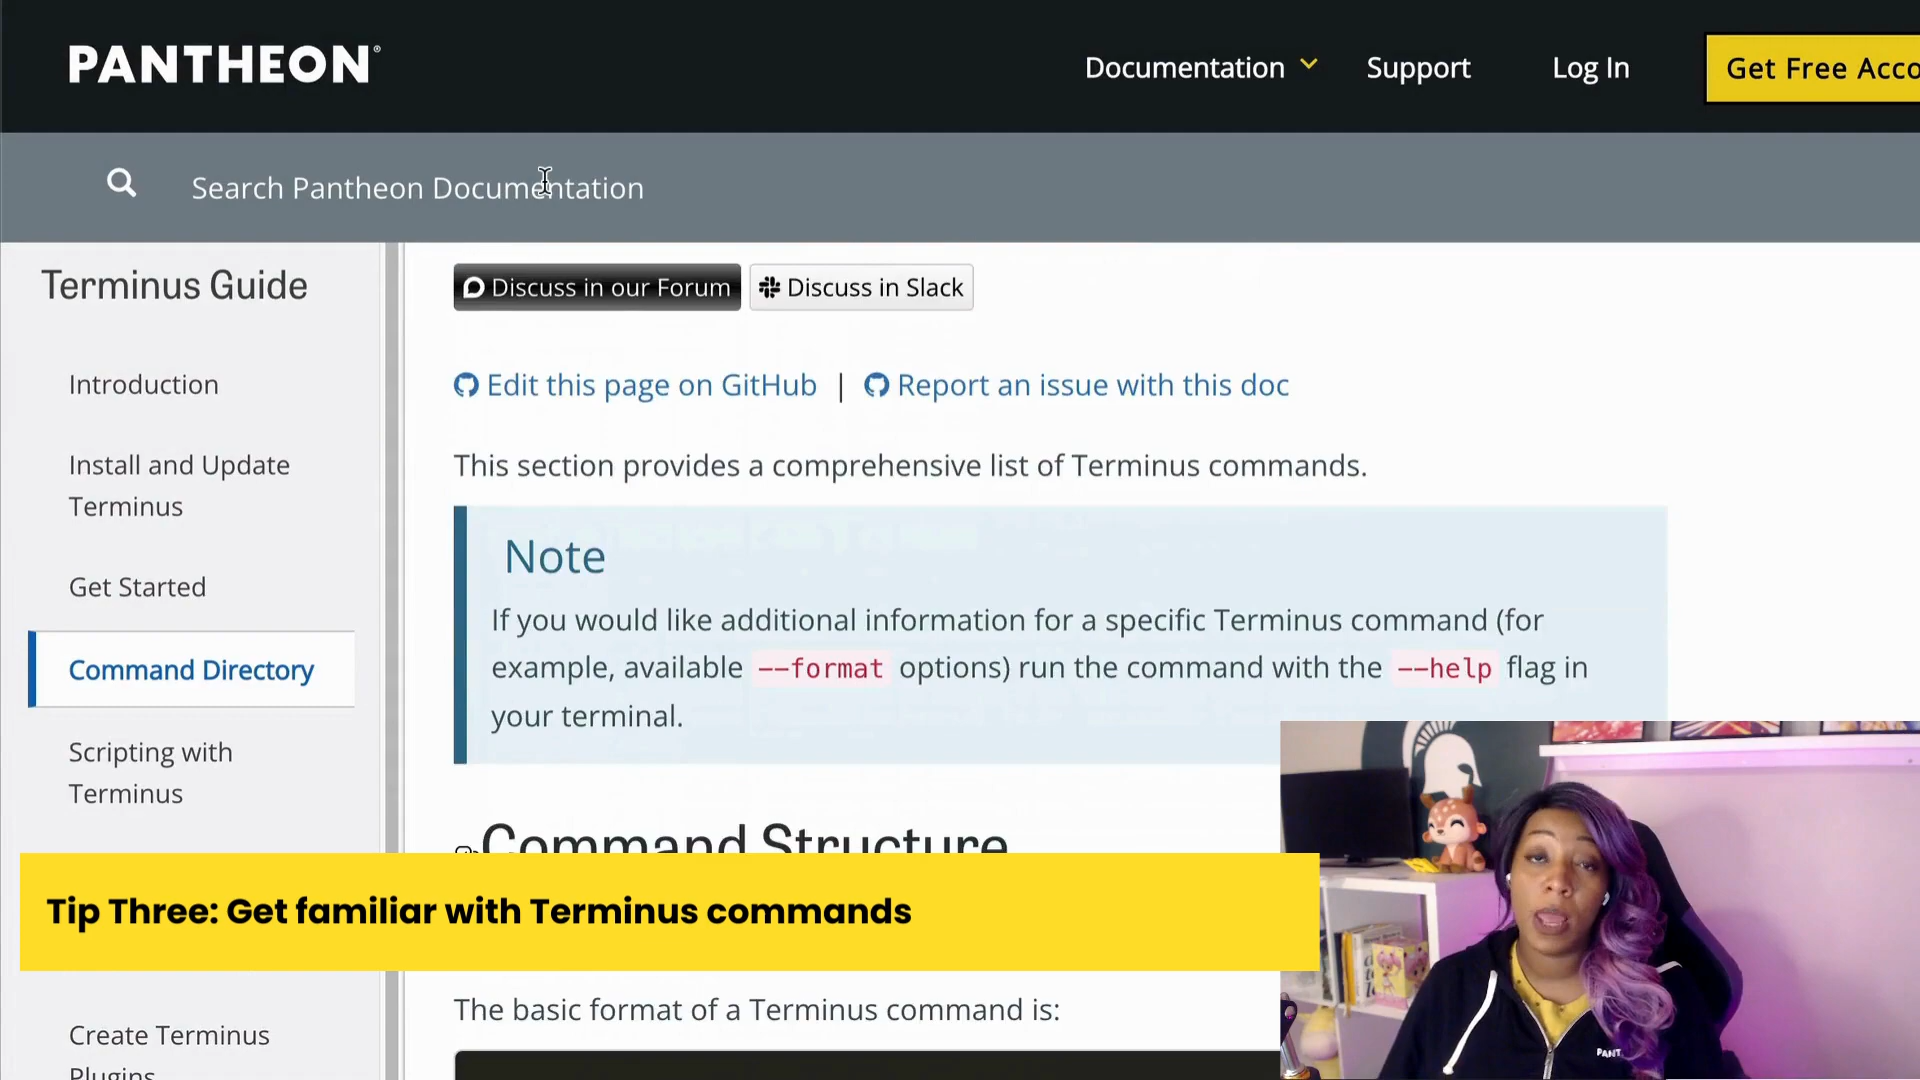 PANTHEON
Documentation
Support
Log In
Get Free Acco
Search Pantheon Documentation
Terminus Guide
Introduction
Install and Update
Terminus
Get Started
Command Directory
Scripting with
Terminus
Create Terminus
Plugins
Discuss in our Forum
Discuss in Slack
Edit this page on GitHub | Report an issue with this doc
This section provides a comprehensive list of Terminus commands.
Note
If you would like additional information for a specific Terminus command (for
example, available --format options) run the command with the --help flag in
your terminal.
Command Structure
Tip Three: Get familiar with Terminus commands
The basic format of a Terminus command is:
PANT